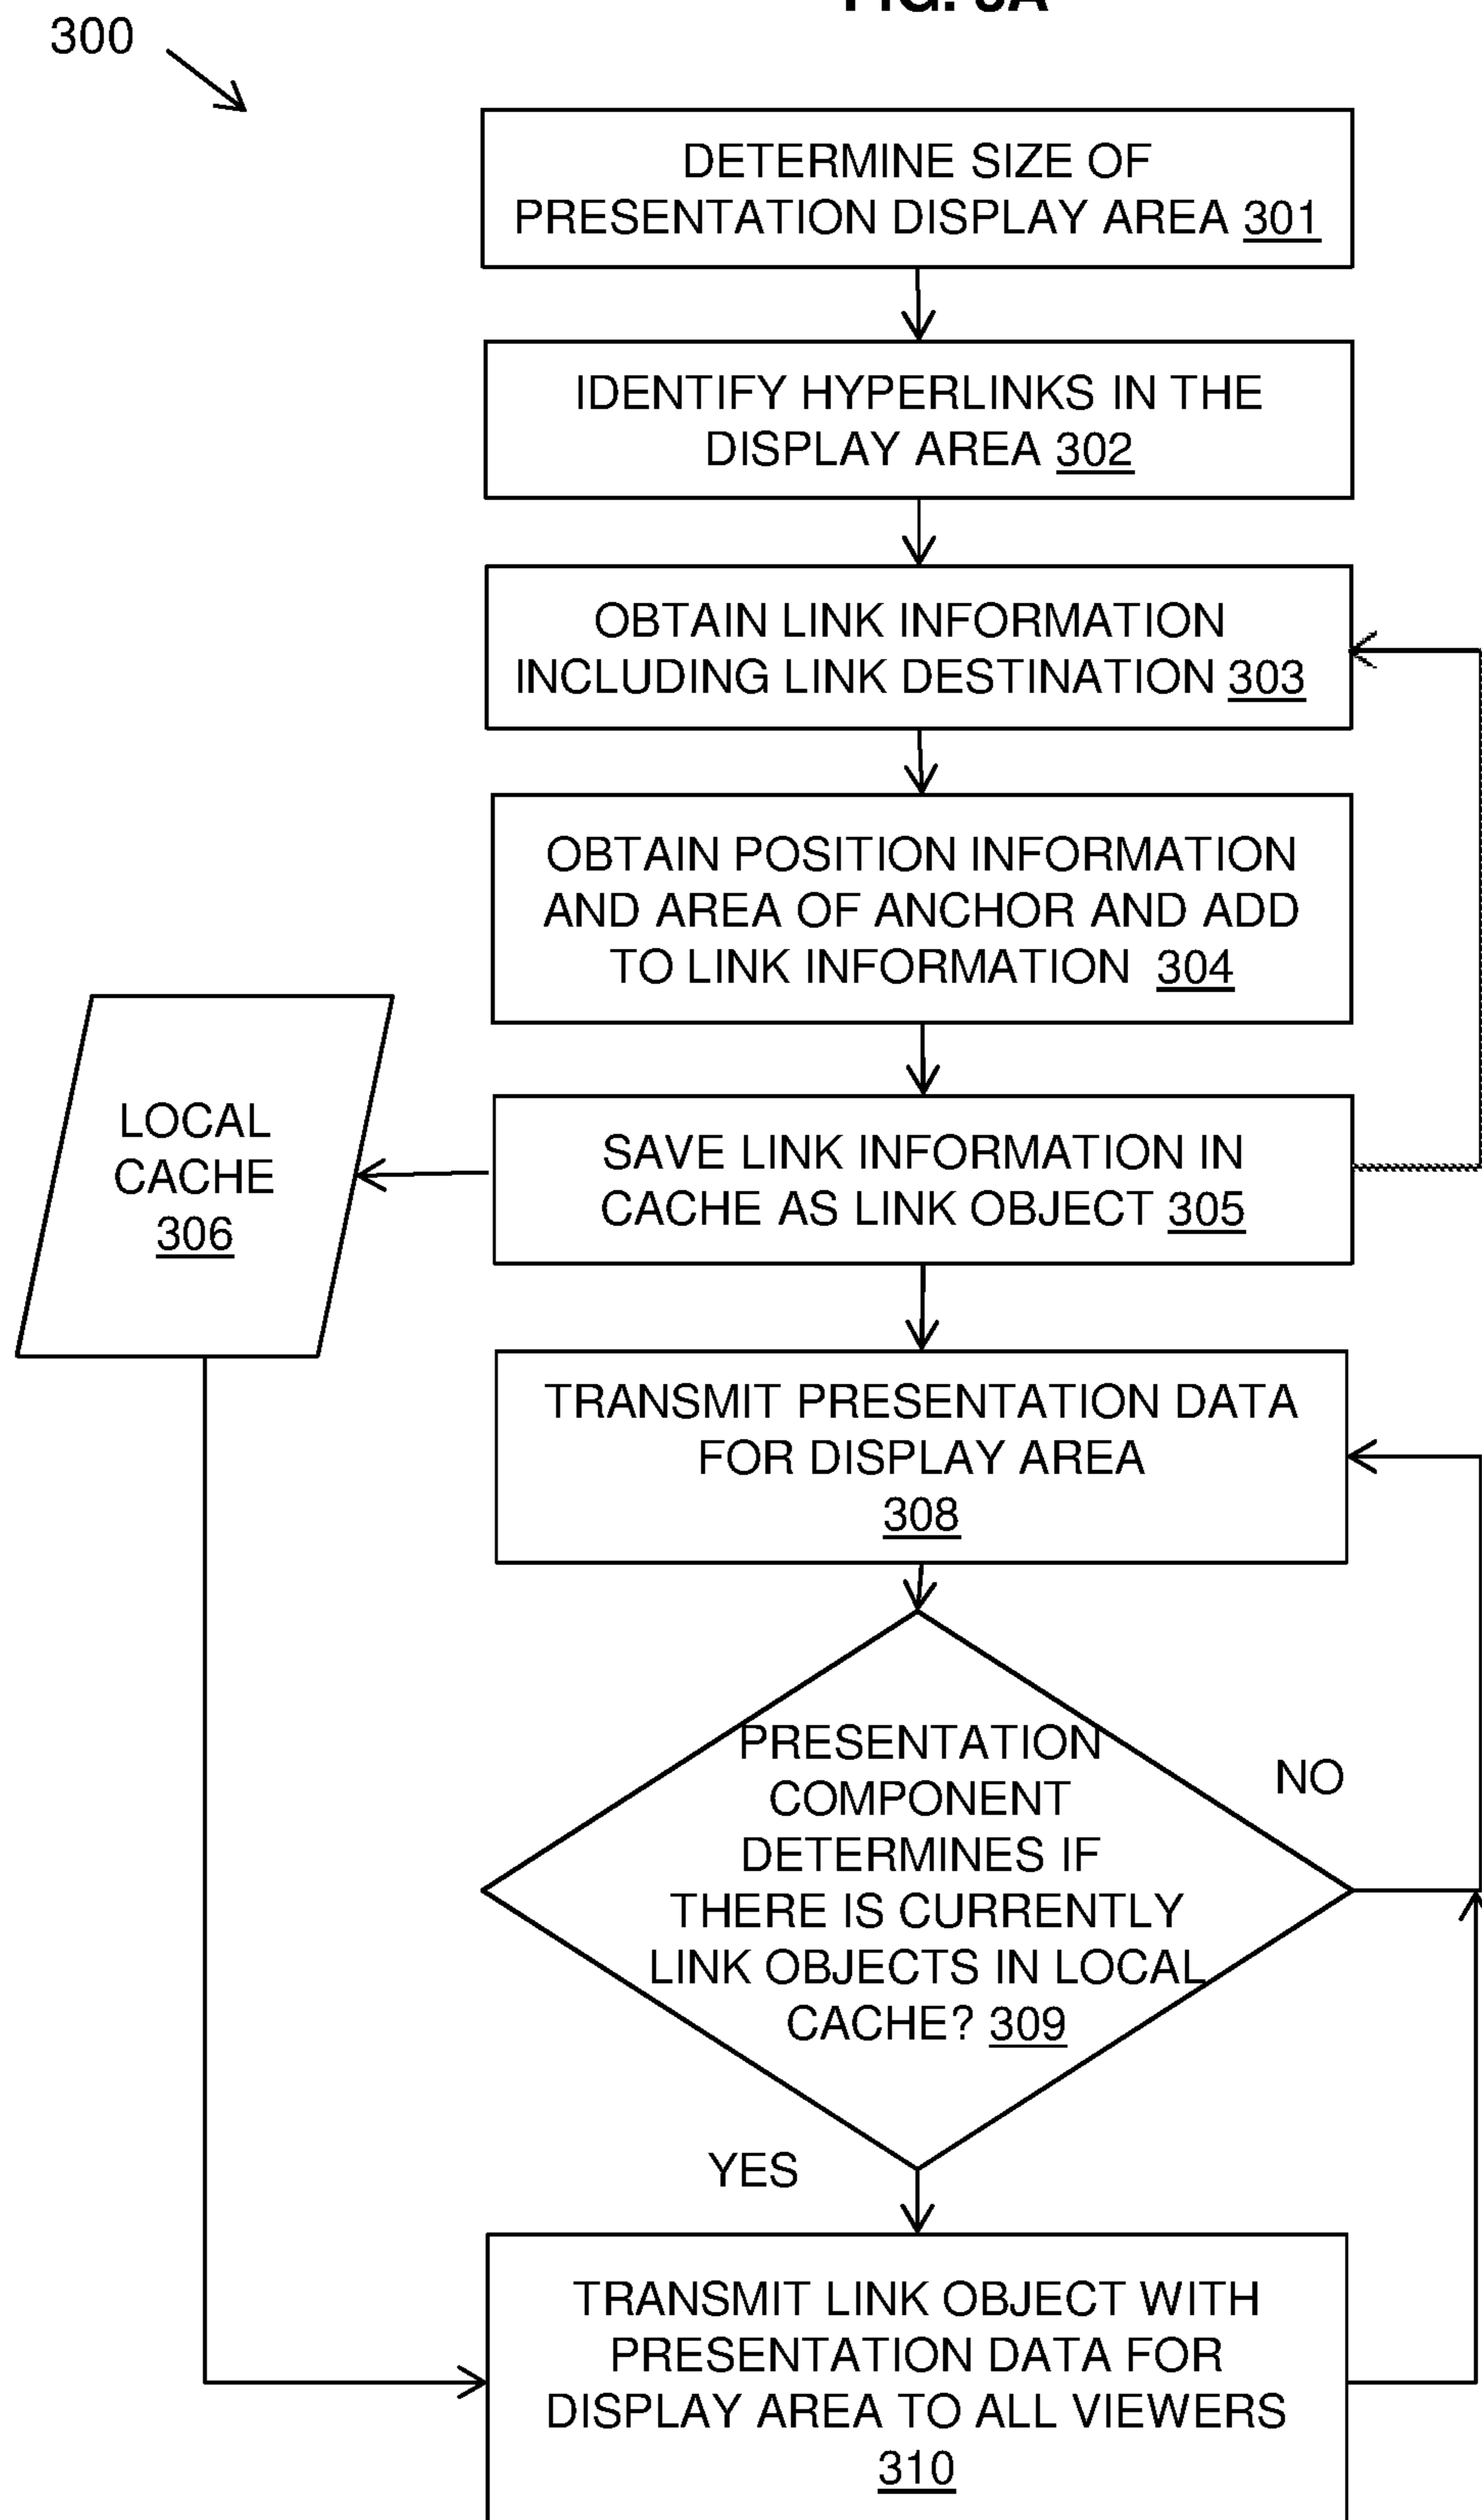 300
DETERMINE SIZE OF
PRESENTATION DISPLAY AREA 301
IDENTIFY HYPERLINKS IN THE
DISPLAY AREA 302
OBTAIN LINK INFORMATION
INCLUDING LINK DESTINATION 303
OBTAIN POSITION INFORMATION
AND AREA OF ANCHOR AND ADD
TO LINK INFORMATION 304
LOCAL
CACHE
306
SAVE LINK INFORMATION IN
CACHE AS LINK OBJECT 305
TRANSMIT PRESENTATION DATA
FOR DISPLAY AREA
308
PRESENTATION
COMPONENT
DETERMINES IF
THERE IS CURRENTLY
LINK OBJECTS IN LOCAL
CACHE? 309
NO
YES
TRANSMIT LINK OBJECT WITH
PRESENTATION DATA FOR
DISPLAY AREA TO ALL VIEWERS
310